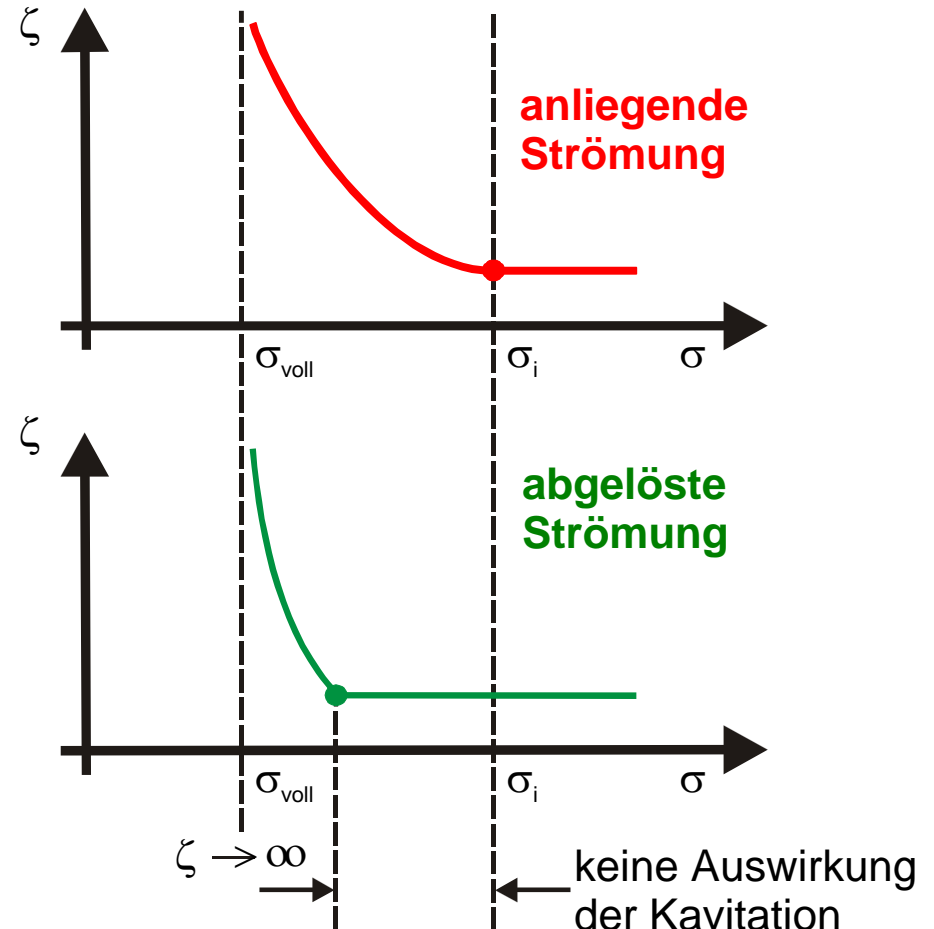 ζ
anliegende
Strömung
σvoll
σi
σ
ζ
abgelöste
Strömung
σvoll
σi
σ
ζ → ∞
keine Auswirkung
der Kavitation